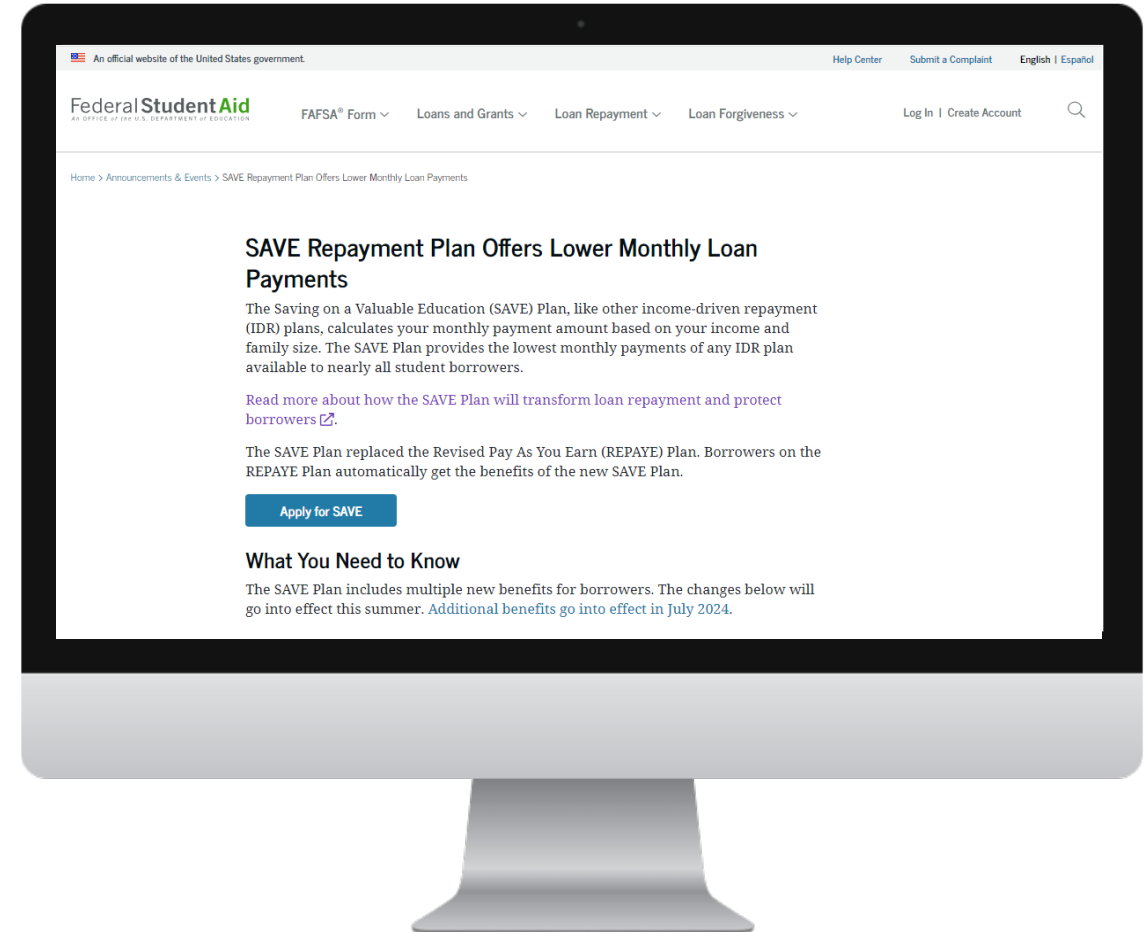 An official website of the United States government.
Help Center Submit a Complaint English | Español
Federal Student Aid
An OFFICE of the U.S. DEPARTMENT of EDUCATION
FAFSA® Form Loans and Grants Loan Repayment Loan Forgiveness
Log In | Create Account
Home > Announcements & Events > SAVE Repayment Plan Offers Lower Monthly Loan Payments
SAVE Repayment Plan Offers Lower Monthly Loan
Payments
The Saving on a Valuable Education (SAVE) Plan, like other income-driven repayment
(IDR) plans, calculates your monthly payment amount based on your income and
family size. The SAVE Plan provides the lowest monthly payments of any IDR plan
available to nearly all student borrowers.
Read more about how the SAVE Plan will transform loan repayment and protect
borrowers.
The SAVE Plan replaced the Revised Pay As You Earn (REPAYE) Plan. Borrowers on the
REPAYE Plan automatically get the benefits of the new SAVE Plan.
Apply for SAVE
What You Need to Know
The SAVE Plan includes multiple new benefits for borrowers. The changes below will
go into effect this summer. Additional benefits go into effect in July 2024.